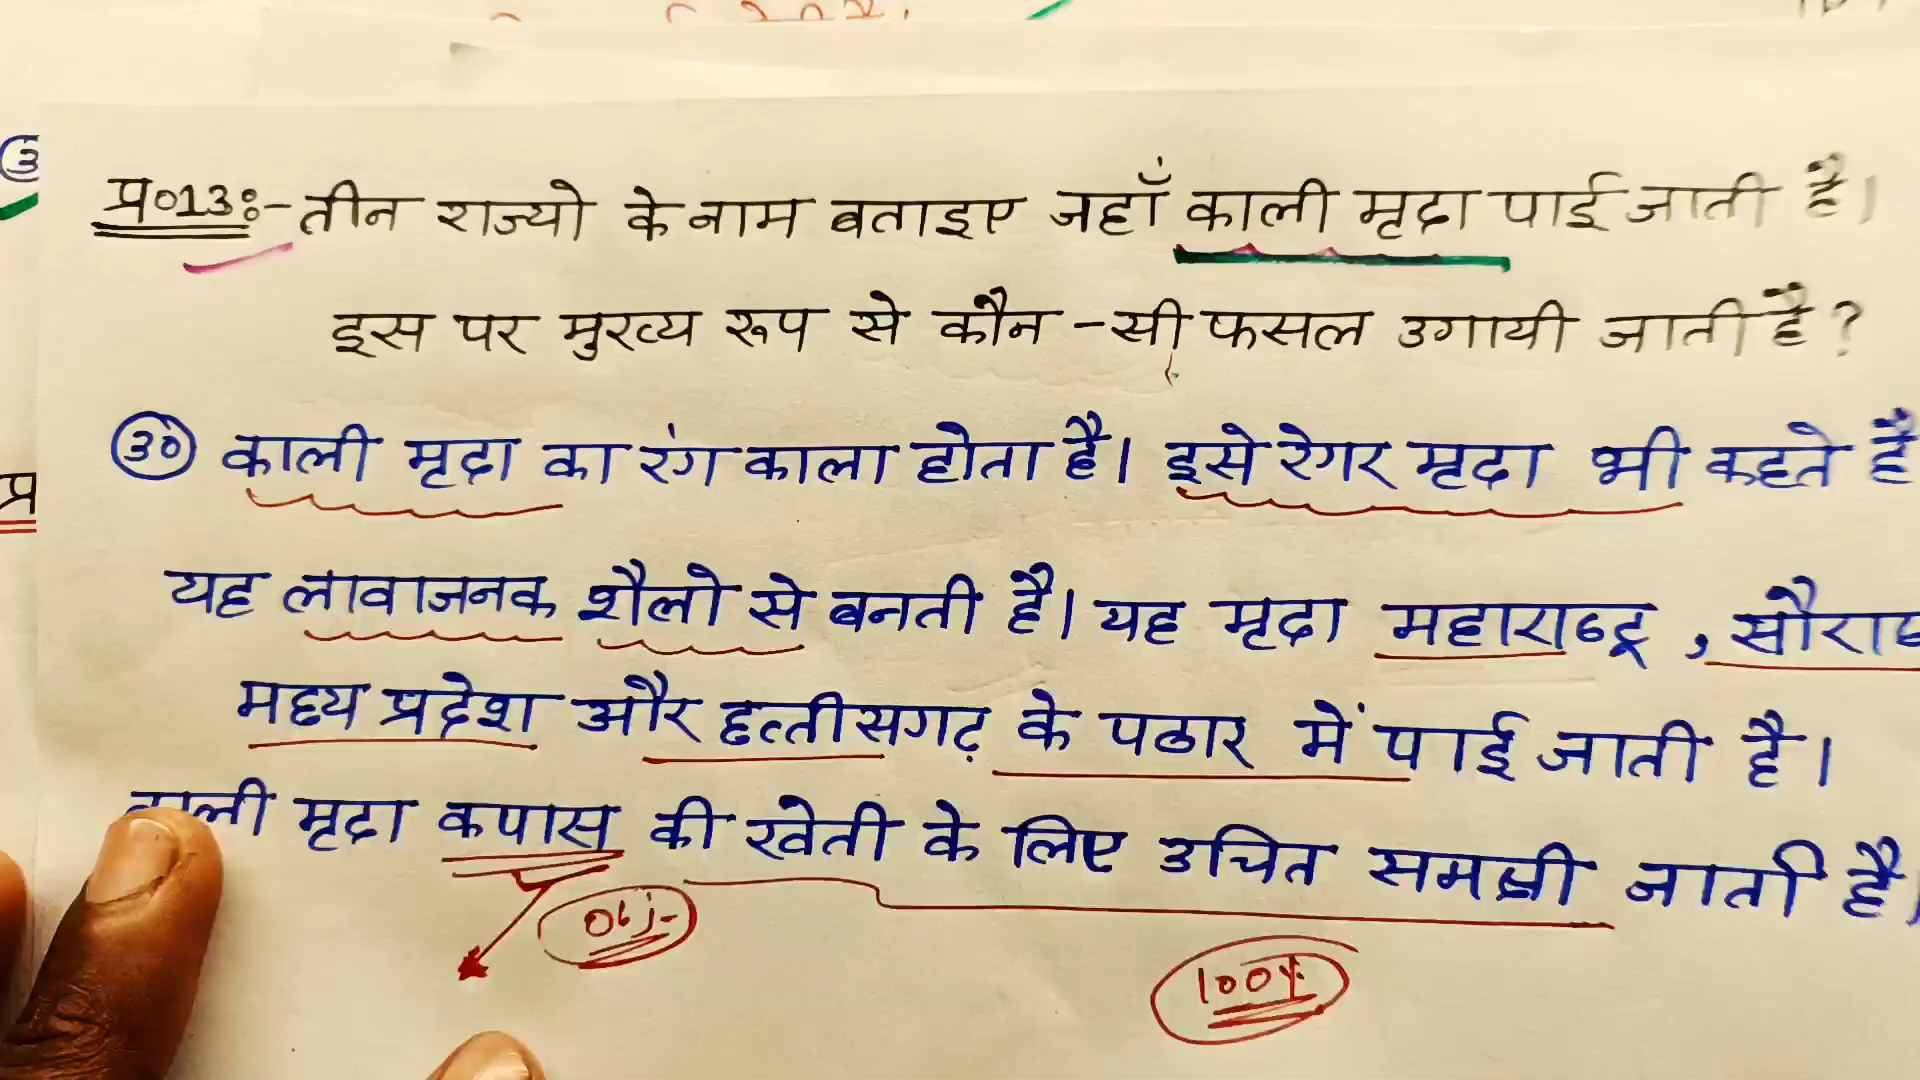 प्र०13:- तीन राज्यो के नाम बताइए जहाँ काली मृदा पाई जाती है।
इस पर मुख्य रूप से कौन-सी फसल उगायी जाती है?
उ० काली मृदा का रंग काला होता है। इसे रेगर मृदा भी कहते हैं
यह लावाजनक शैलो से बनती है। यह मृदा महाराष्ट्र, सौराष्
मध्य प्रदेश और छत्तीसगढ़ के पठार में पाई जाती है।
काली मृदा कपास की खेती के लिए उचित समझी जाती है।
Obj-
100%
प्र